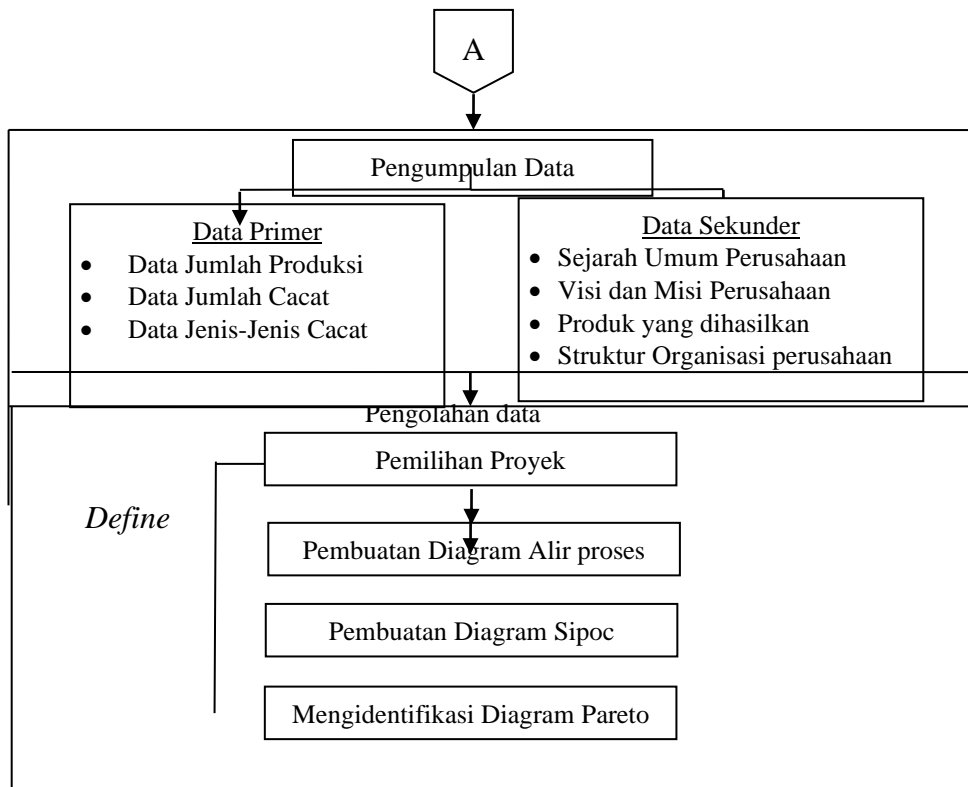 A
Pengumpulan Data
Data Primer
• Data Jumlah Produksi
• Data Jumlah Cacat
• Data Jenis-Jenis Cacat
Data Sekunder
• Sejarah Umum Perusahaan
• Visi dan Misi Perusahaan
• Produk yang dihasilkan
• Struktur Organisasi perusahaan
Pengolahan data
Pemilihan Proyek
Define
Pembuatan Diagram Alir proses
Pembuatan Diagram Sipoc
Mengidentifikasi Diagram Pareto